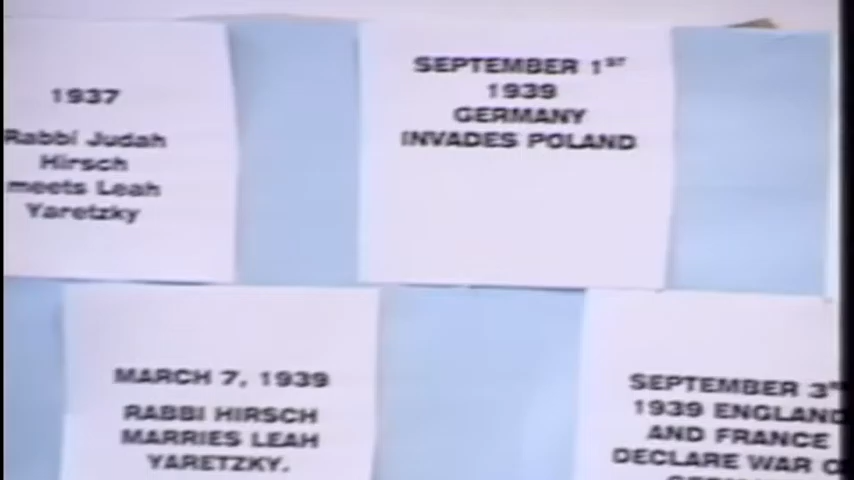 1937
Rabbi Judah
Hirsch
meets Leah
Yaretzky
SEPTEMBER 1ST
1939
GERMANY
INVADES POLAND
MARCH 7, 1939
RABBI HIRSCH
MARRIES LEAH
YARETZKY.
SEPTEMBER 3RD
1939 ENGLAND
AND FRANCE
DECLARE WAR